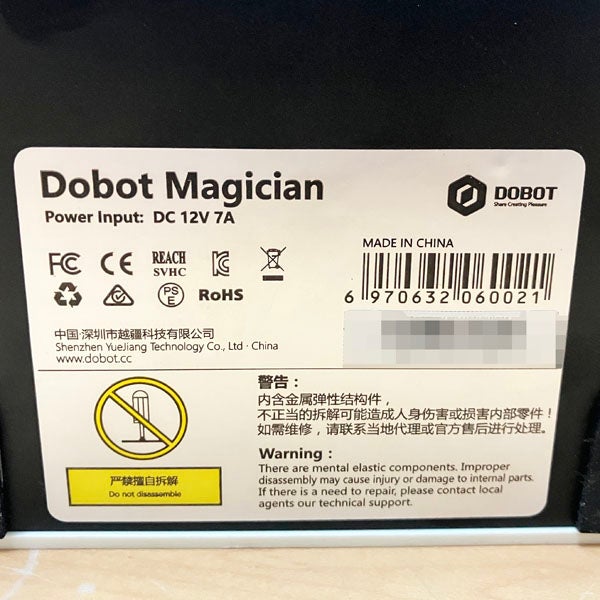 Dobot Magician
Power Input: DC 12V 7A
DOBOT
Share Creating Pleasure
FC CE REACH SVHC
PS E RoHS
MADE IN CHINA
6 970632 060021
中国·深圳市越疆科技有限公司
Shenzhen YueJiang Technology Co., Ltd · China
www.dobot.cc
严禁擅自拆解
Do not disassemble
警告：
内含金属弹性结构件，
不正当的拆解可能造成人身伤害或损害内部零件！
如需维修，请联系当地代理或官方售后进行处理。
Warning :
There are mental elastic components. Improper
disassembly may cause injury or damage to internal parts.
If there is a need to repair, please contact local
agents our technical support.